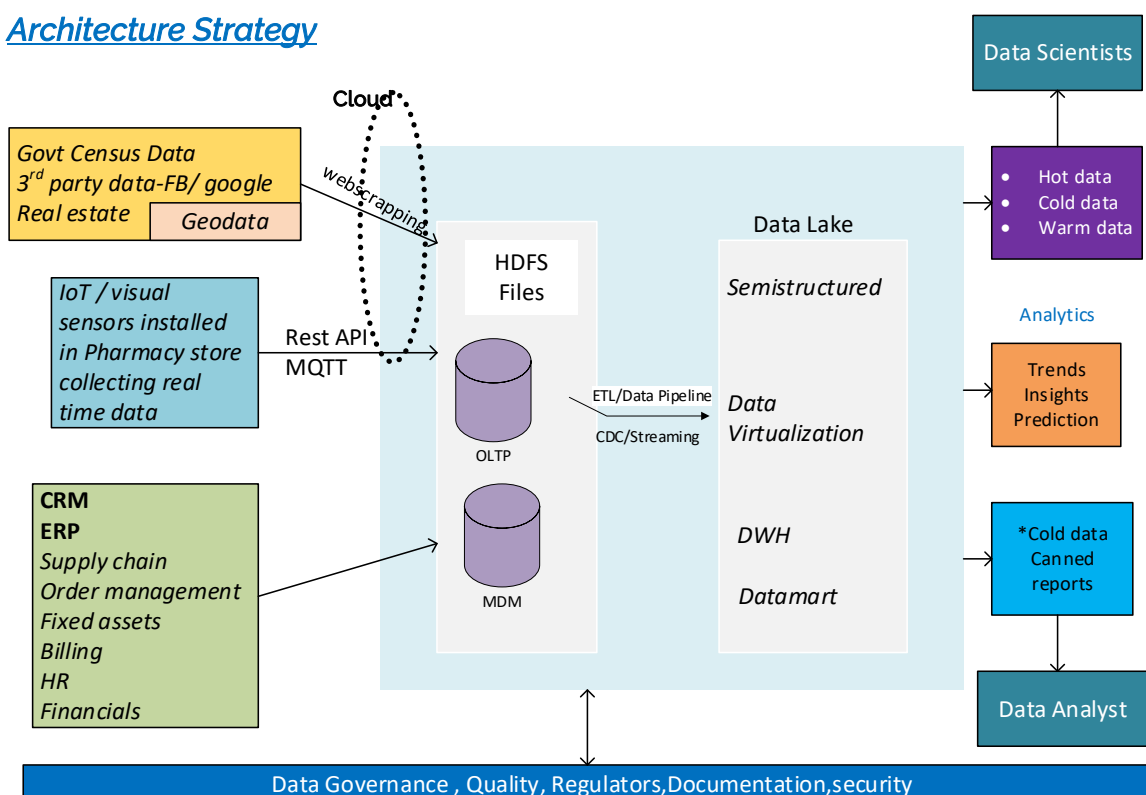 Architecture Strategy
Cloud
Govt Census Data
3rd party data-FB/ google
Real estate
Geodata
webscrapping
IoT / visual
sensors installed
in Pharmacy store
collecting real
time data
Rest API
MQTT
CRM
ERP
Supply chain
Order management
Fixed assets
Billing
HR
Financials
HDFS
Files
OLTP
MDM
ETL/Data Pipeline
CDC/Streaming
Data Lake
Semistructured
Data
Virtualization
DWH
Datamart
Data Scientists
• Hot data
• Cold data
• Warm data
Analytics
Trends
Insights
Prediction
*Cold data
Canned
reports
Data Analyst
Data Governance , Quality, Regulators,Documentation,security